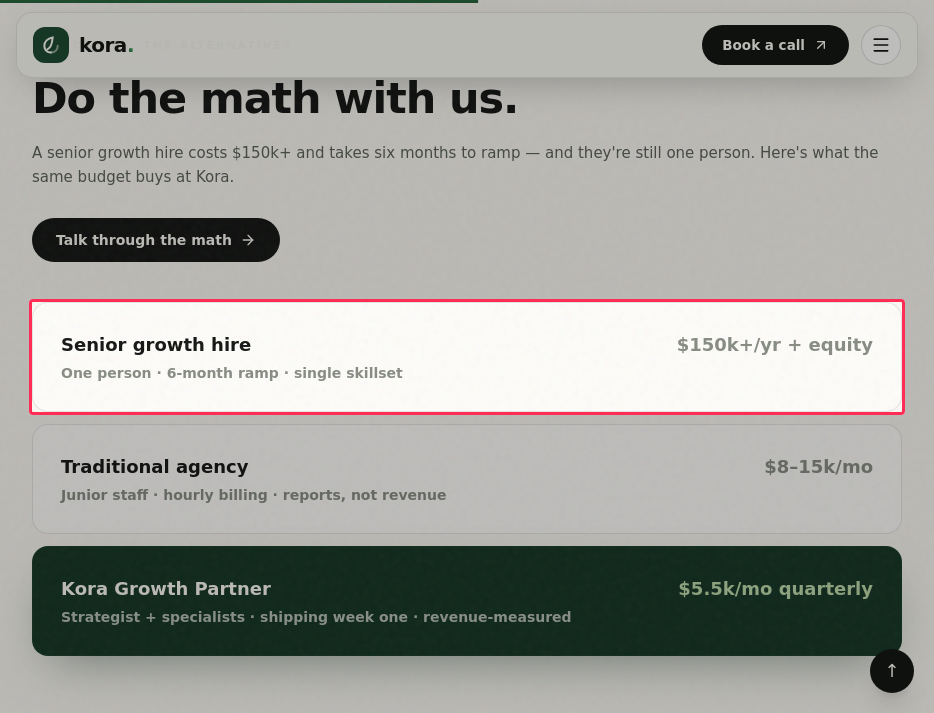 kora.
THE ALTERNATIVES
Book a call
Do the math with us.
A senior growth hire costs $150k+ and takes six months to ramp — and they're still one person. Here's what the
same budget buys at Kora.
Talk through the math →
Senior growth hire
$150k+/yr + equity
One person · 6-month ramp · single skillset
Traditional agency
$8–15k/mo
Junior staff · hourly billing · reports, not revenue
Kora Growth Partner
$5.5k/mo quarterly
Strategist + specialists · shipping week one · revenue-measured
↑